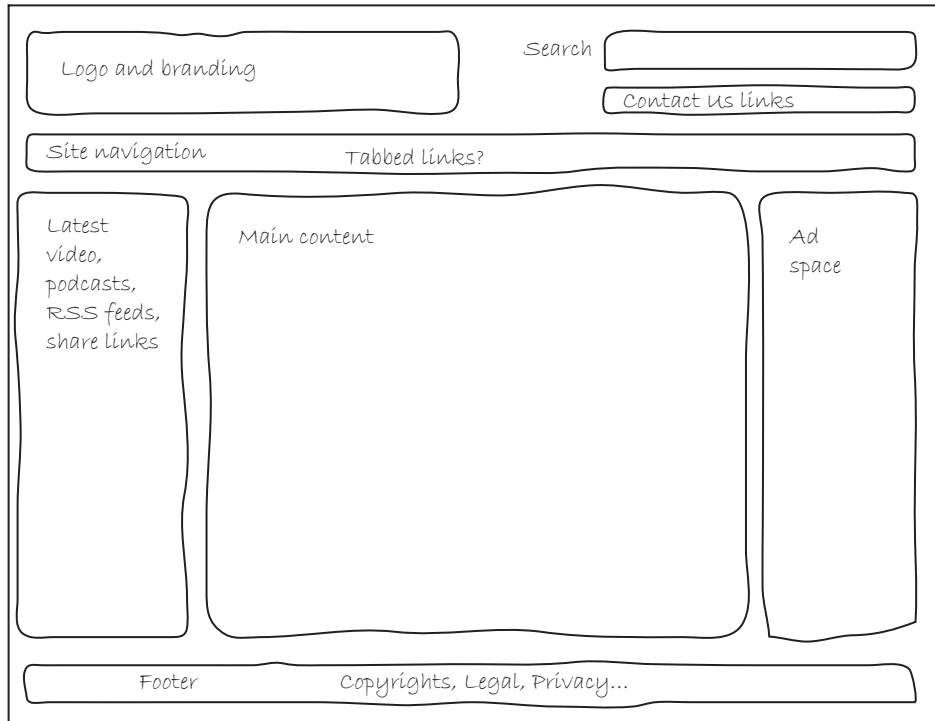 Logo and branding
Search
Contact Us links
Site navigation
Tabbed links?
Latest
video,
podcasts,
RSS feeds,
share links
Main content
Ad
space
Footer
Copyrights, Legal, Privacy...